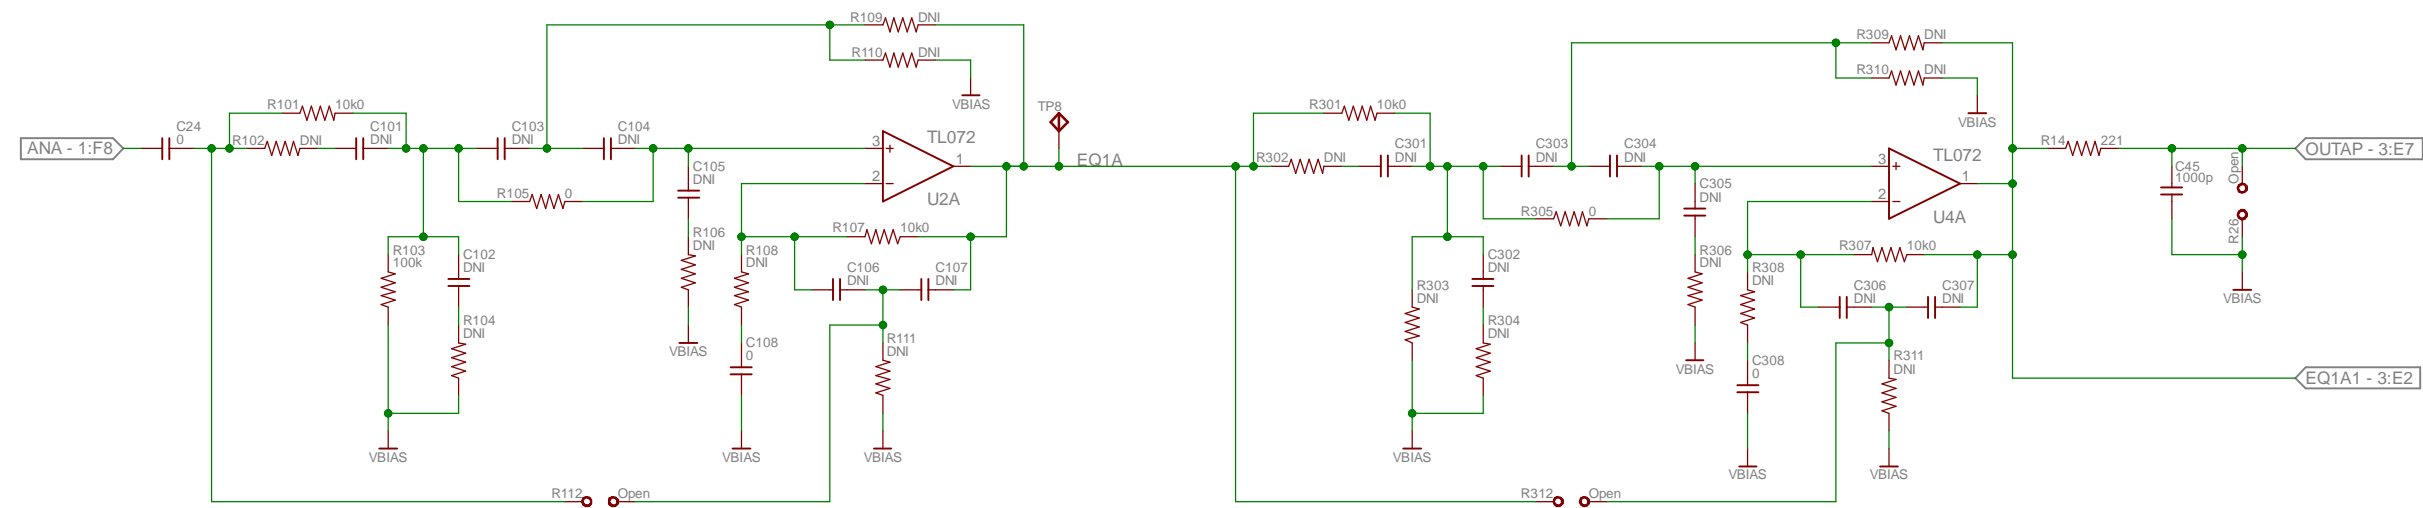 ANA - 1:F8
C24
0
R101 10k0
R102 DNI
C101
DNI
R103
100k
C102
DNI
R104
DNI
VBIAS
C103
DNI
C104
DNI
R105 0
R109 DNI
R110 DNI
VBIAS
C105
DNI
R106
DNI
VBIAS
3
+
2
-
1
TL072
U2A
R107 10k0
R108
DNI
C106
DNI
C107
DNI
C108
0
VBIAS
R111
DNI
VBIAS
R112 Open
TP8
EQ1A
R301 10k0
R302 DNI
C301
DNI
R303
DNI
C302
DNI
R304
DNI
VBIAS
C303
DNI
C304
DNI
R305 0
R309 DNI
R310 DNI
VBIAS
C305
DNI
R306
DNI
VBIAS
3
+
2
-
1
TL072
U4A
R307 10k0
R308
DNI
C306
DNI
C307
DNI
C308
0
VBIAS
R311
DNI
VBIAS
R312 Open
R14 221
C45
1000p
Open
R26
VBIAS
OUTAP - 3:E7
EQ1A1 - 3:E2